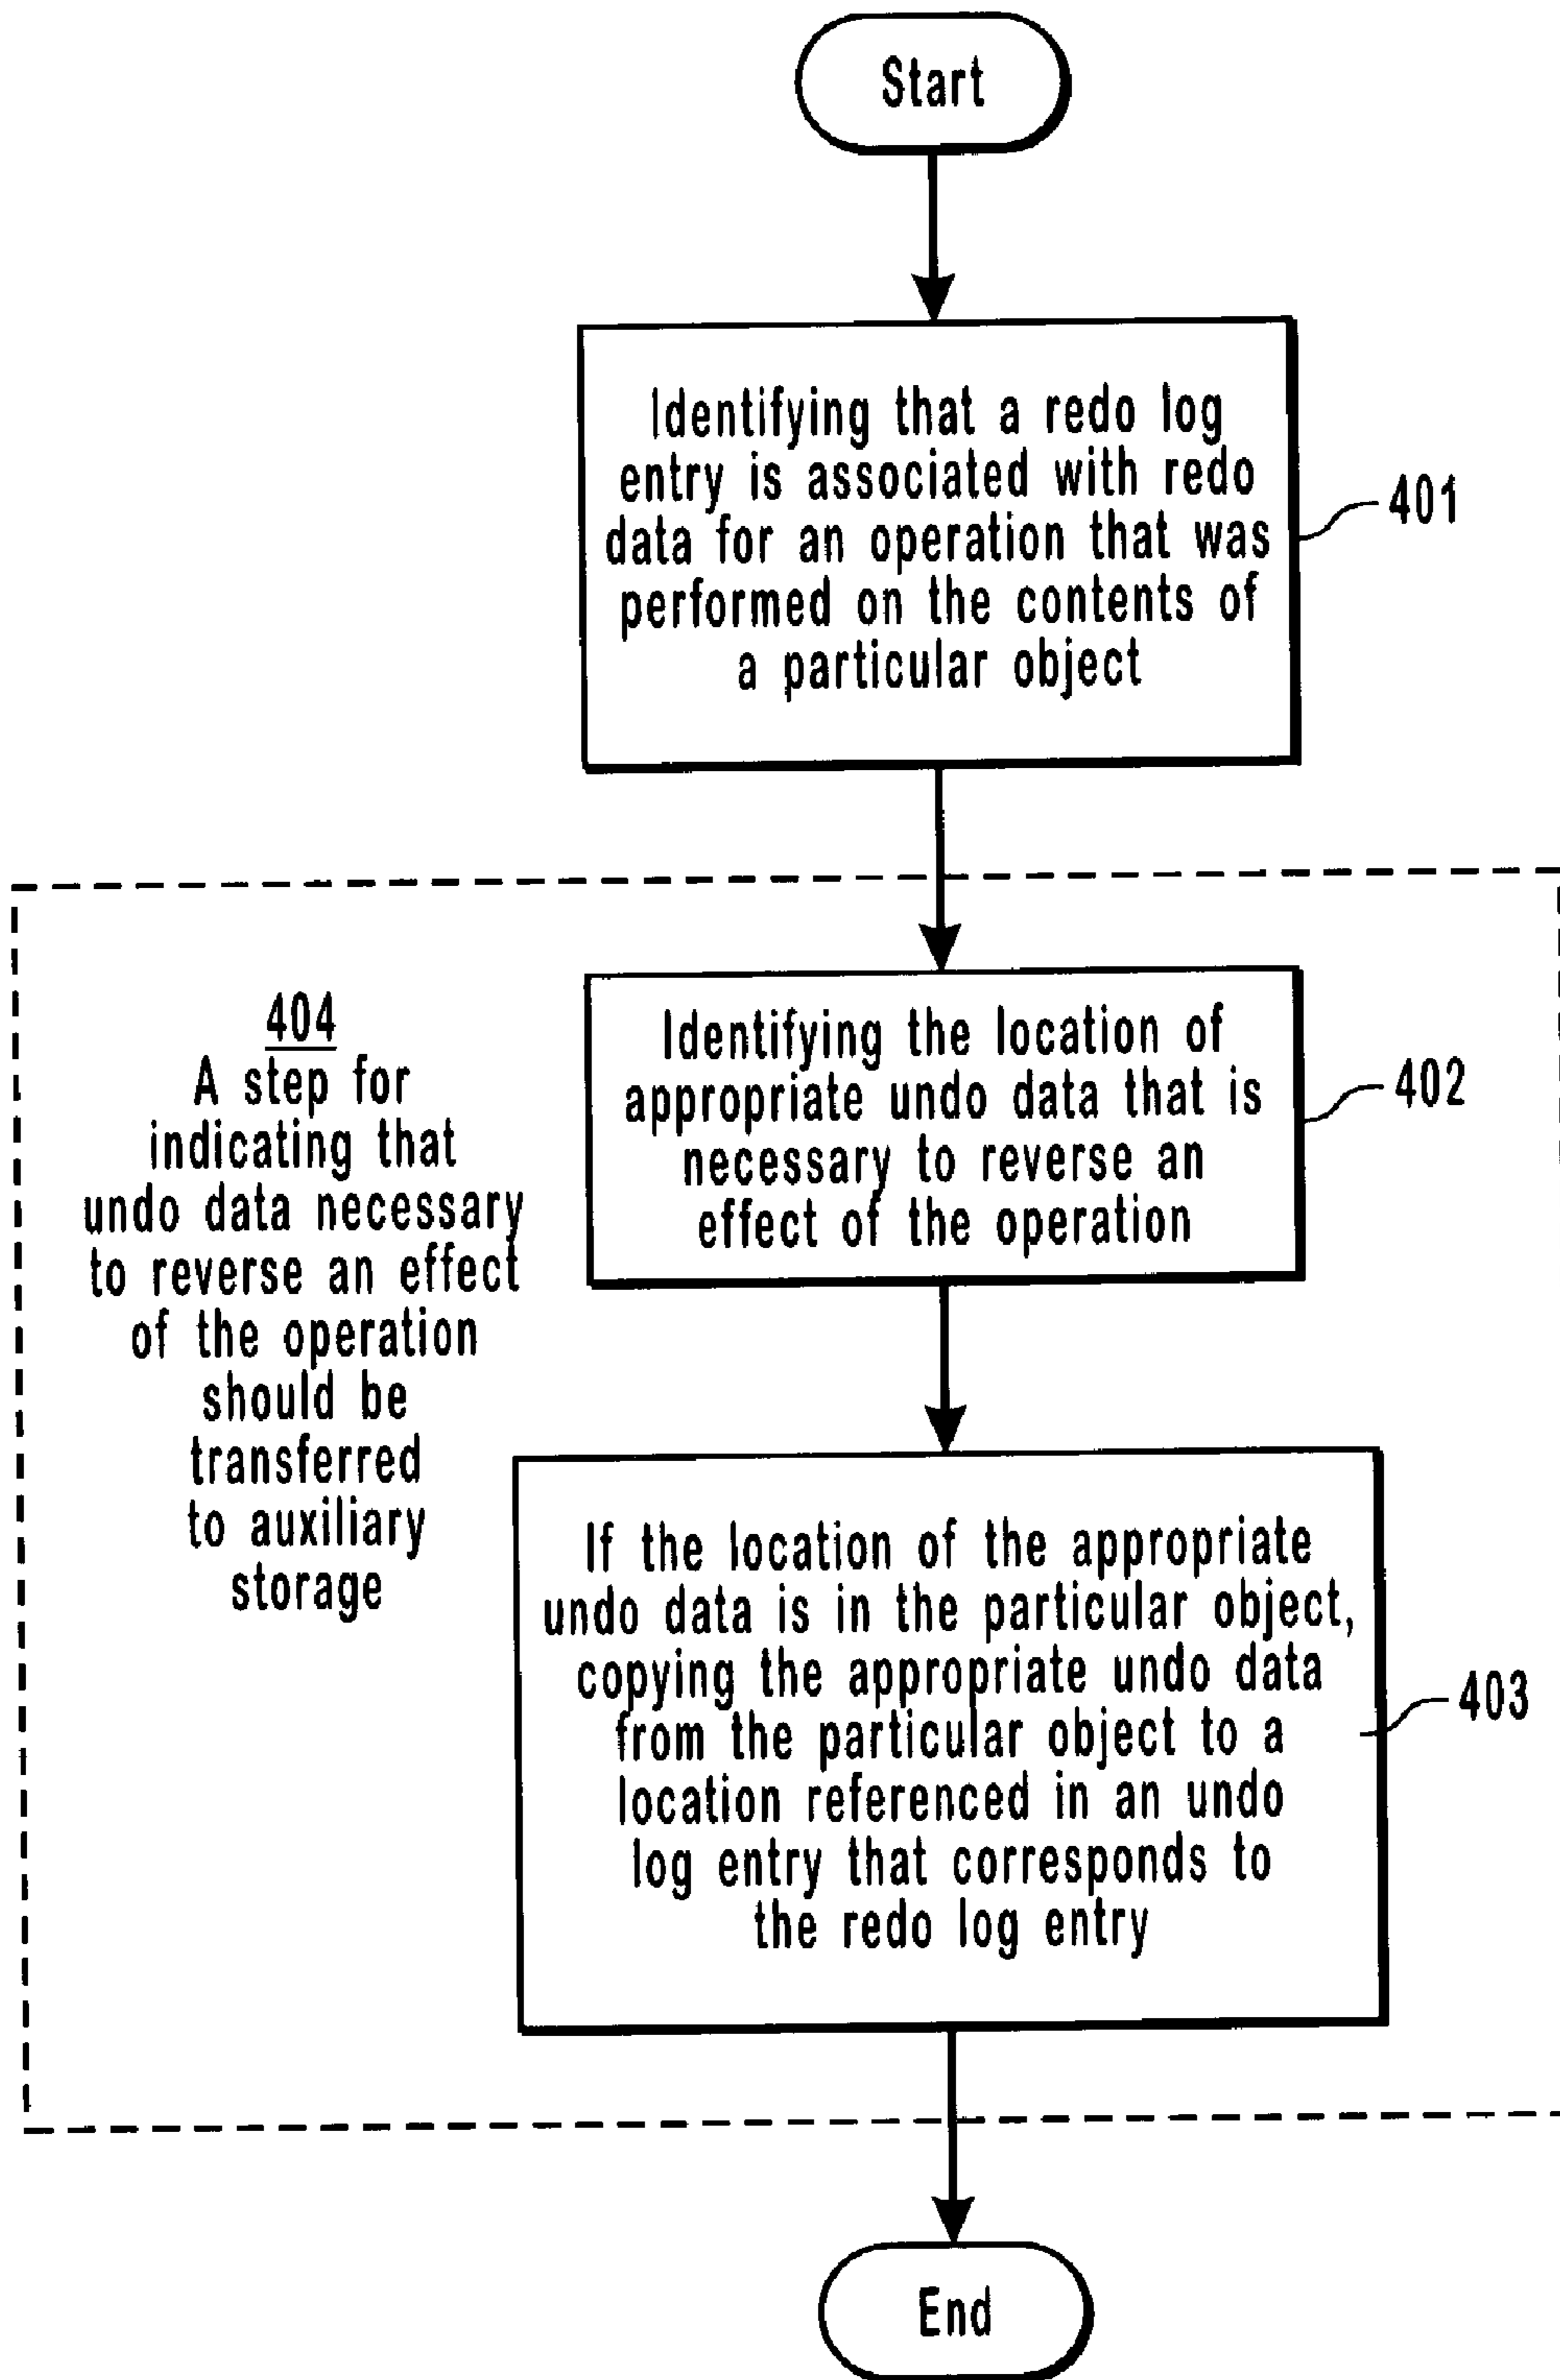 Start
Identifying that a redo log
entry is associated with redo
data for an operation that was
performed on the contents of
a particular object
401
404
A step for
indicating that
undo data necessary
to reverse an effect
of the operation
should be
transferred
to auxiliary
storage
Identifying the location of
appropriate undo data that is
necessary to reverse an
effect of the operation
402
If the location of the appropriate
undo data is in the particular object,
copying the appropriate undo data
from the particular object to a
location referenced in an undo
log entry that corresponds to
the redo log entry
403
End